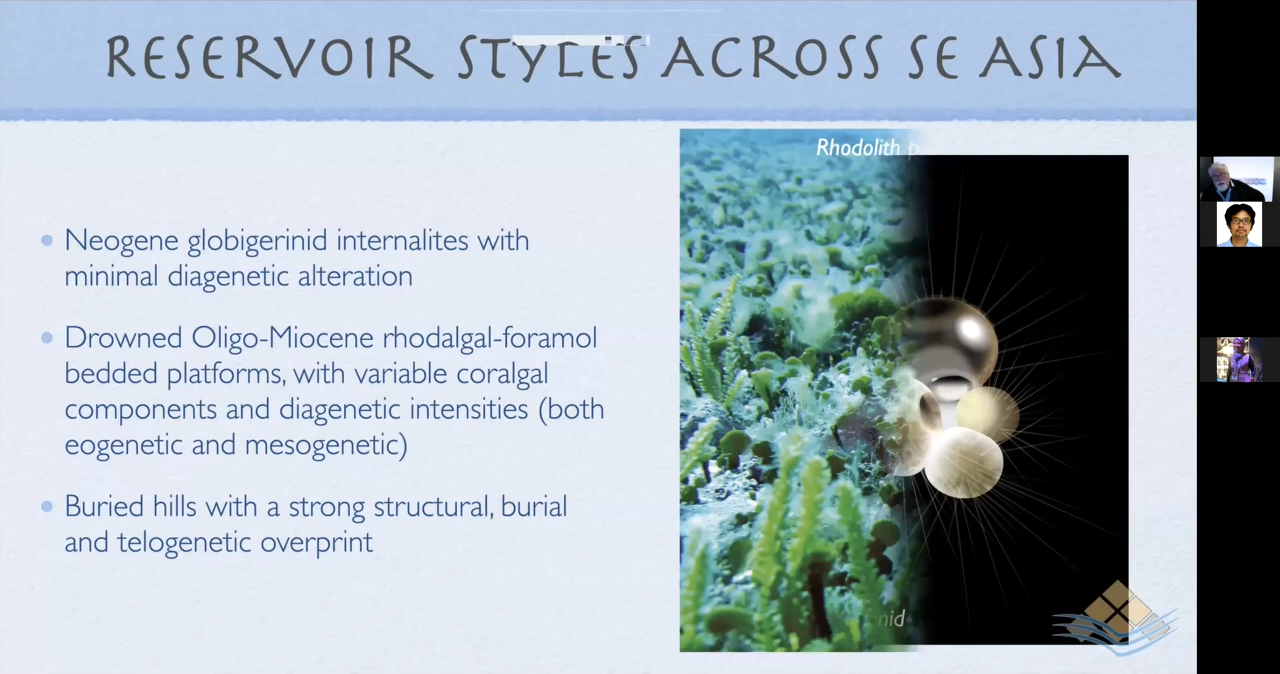 RESERVOIR STYLES ACROSS SE ASIA
Rhodolith
• Neogene globigerinid internalites with
minimal diagenetic alteration
• Drowned Oligo-Miocene rhodalgal-foramol
bedded platforms, with variable coralgal
components and diagenetic intensities (both
eogenetic and mesogenetic)
• Buried hills with a strong structural, burial
and telogenetic overprint